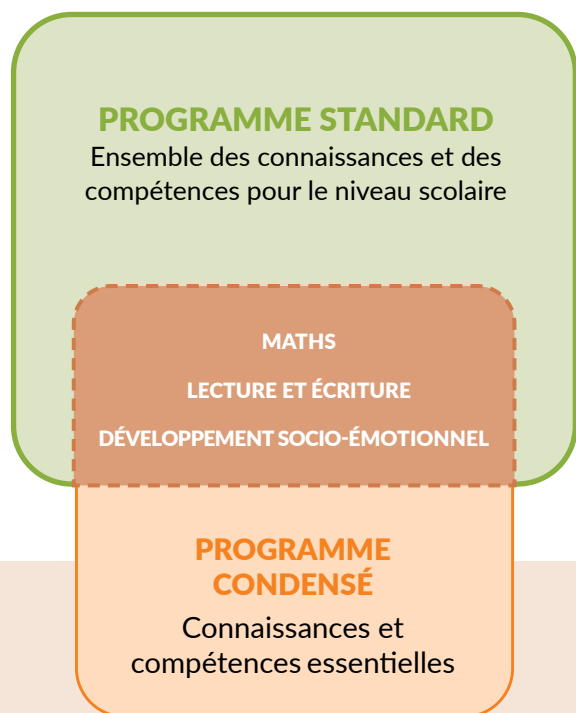 PROGRAMME STANDARD
Ensemble des connaissances et des
compétences pour le niveau scolaire
MATHS
LECTURE ET ÉCRITURE
DÉVELOPPEMENT SOCIO-ÉMOTIONNEL
PROGRAMME
CONDENSÉ
Connaissances et
compétences essentielles